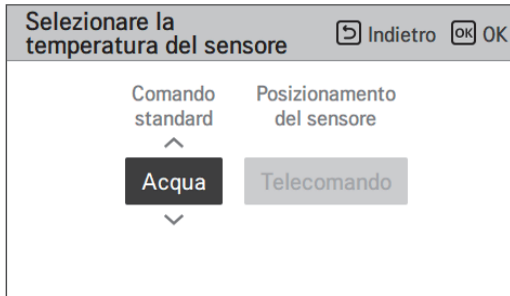 Selezionare la
temperatura del sensore
Indietro OK OK
Comando
standard
Posizionamento
del sensore
Acqua
Telecomando